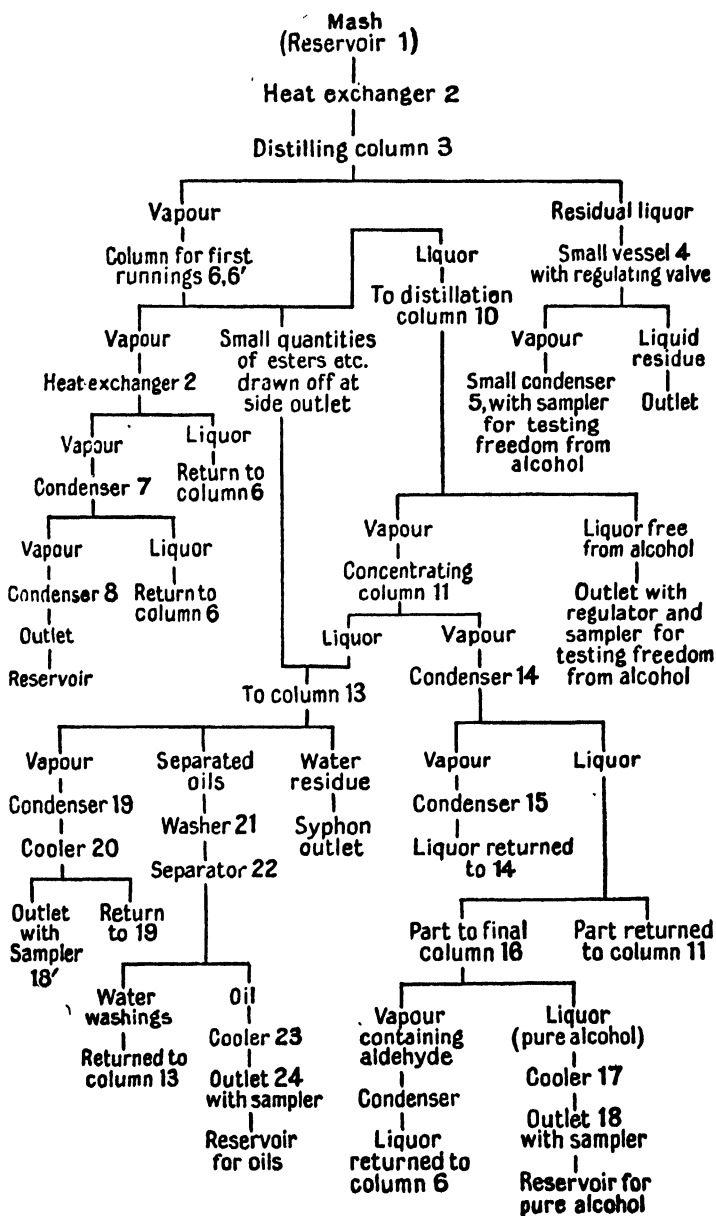 Mash
(Reservoir 1)
Heat exchanger 2
Distilling column 3
Vapour
Column for first
runnings 6,6'
Residual liquor
Small vessel 4
with regulating valve
Liquor
To distillation
column 10
Vapour
Heat exchanger 2
Small quantities
of esters etc.
drawn off at
side outlet
Vapour
Small condenser
5, with sampler
for testing
freedom from
alcohol
Liquid
residue
Outlet
Vapour
Condenser 7
Liquor
Return to
column 6
Vapour
Condenser 8
Outlet
Reservoir
Liquor
Return to
column 6
Vapour
Concentrating
column 11
Liquor free
from alcohol
Outlet with
regulator and
sampler for
testing freedom
from alcohol
Liquor
Vapour
Condenser 14
To column 13
Vapour
Condenser 19
Cooler 20
Separated
oils
Washer 21
Separator 22
Water
residue
Syphon
outlet
Vapour
Condenser 15
Liquor returned
to 14
Liquor
Outlet
with
Sampler
18'
Return
to 19
Part to final
column 16
Part returned
to column 11
Water
washings
Returned to
column 13
Oil
Cooler 23
Outlet 24
with sampler
Reservoir
for oils
Vapour
containing
aldehyde
Condenser
Liquor
returned to
column 6
Liquor
(pure alcohol)
Cooler 17
Outlet 18
with sampler
Reservoir for
pure alcohol